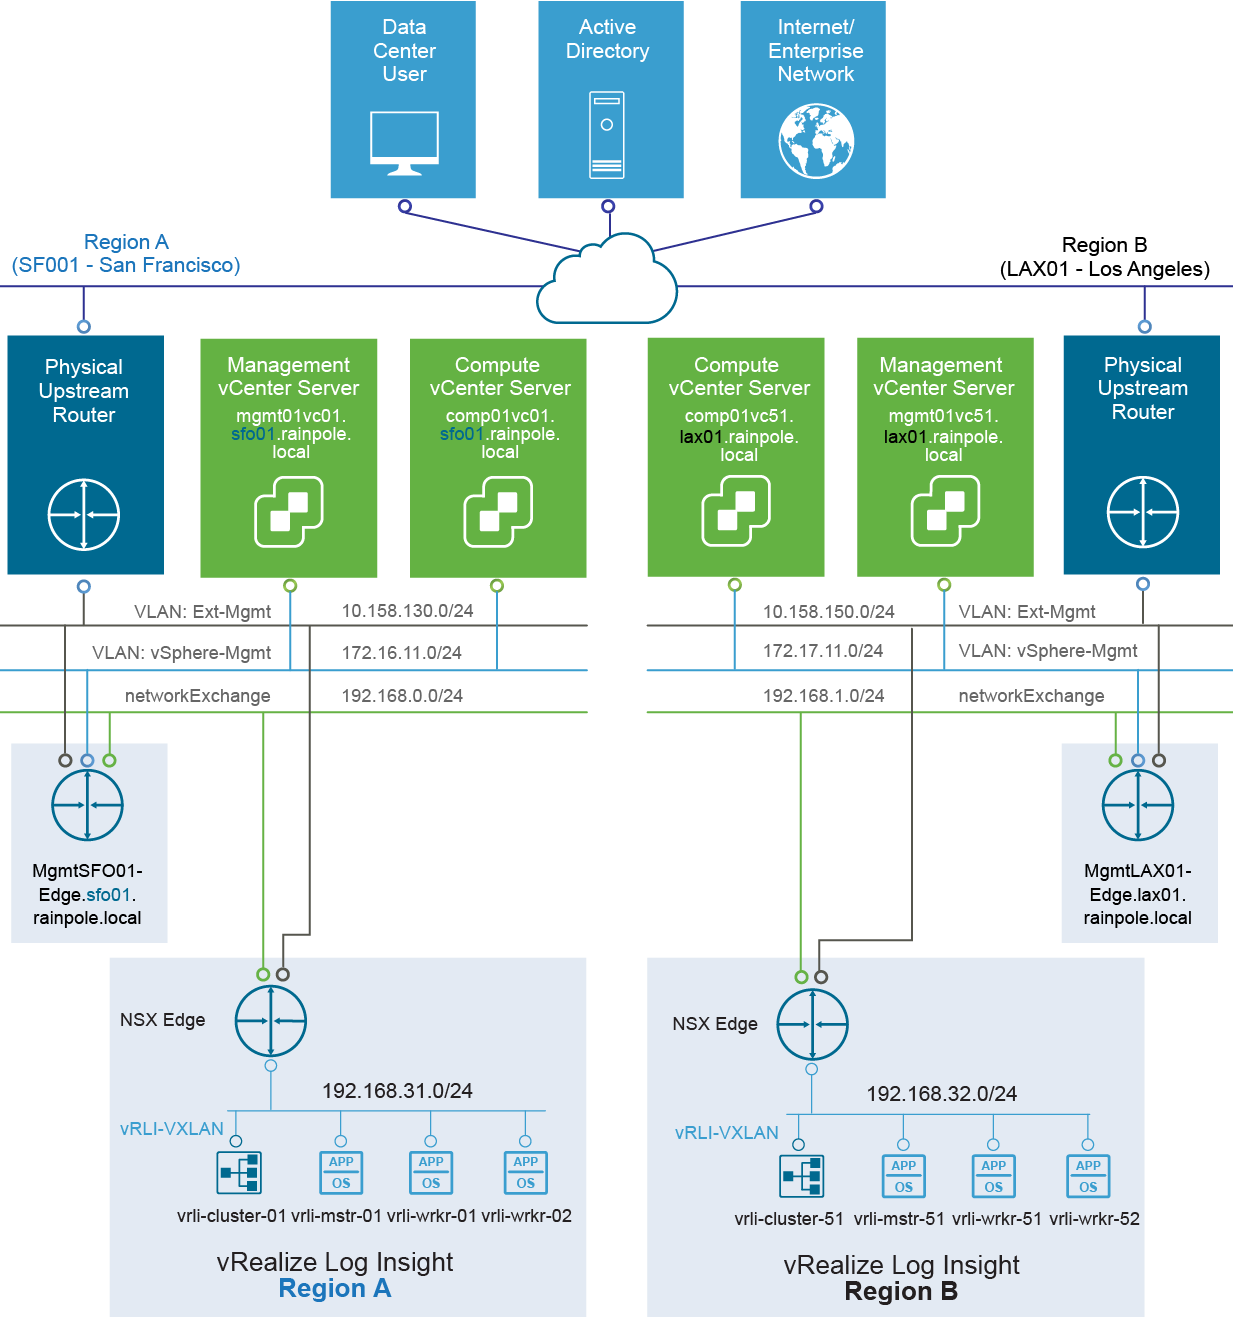 Data
Center
User
Active
Directory
Internet/
Enterprise
Network
Region A
(SF001 - San Francisco)
Region B
(LAX01 - Los Angeles)
Physical
Upstream
Router
Management
vCenter Server
mgmt01vc01.
sfo01.rainpole.
local
Compute
vCenter Server
comp01vc01.
sfo01.rainpole.
local
Compute
vCenter Server
comp01vc51.
lax01.rainpole.
local
Management
vCenter Server
mgmt01vc51.
lax01.rainpole.
local
Physical
Upstream
Router
VLAN: Ext-Mgmt 10.158.130.0/24
VLAN: vSphere-Mgmt 172.16.11.0/24
networkExchange 192.168.0.0/24
10.158.150.0/24 VLAN: Ext-Mgmt
172.17.11.0/24 VLAN: vSphere-Mgmt
192.168.1.0/24 networkExchange
MgmtSFO01-
Edge.sfo01.
rainpole.local
MgmtLAX01-
Edge.lax01.
rainpole.local
NSX Edge
192.168.31.0/24
vRLI-VXLAN
APP
OS
APP
OS
APP
OS
vrli-cluster-01 vrli-mstr-01 vrli-wrkr-01 vrli-wrkr-02
vRealize Log Insight
Region A
NSX Edge
192.168.32.0/24
vRLI-VXLAN
APP
OS
APP
OS
APP
OS
vrli-cluster-51 vrli-mstr-51 vrli-wrkr-51 vrli-wrkr-52
vRealize Log Insight
Region B